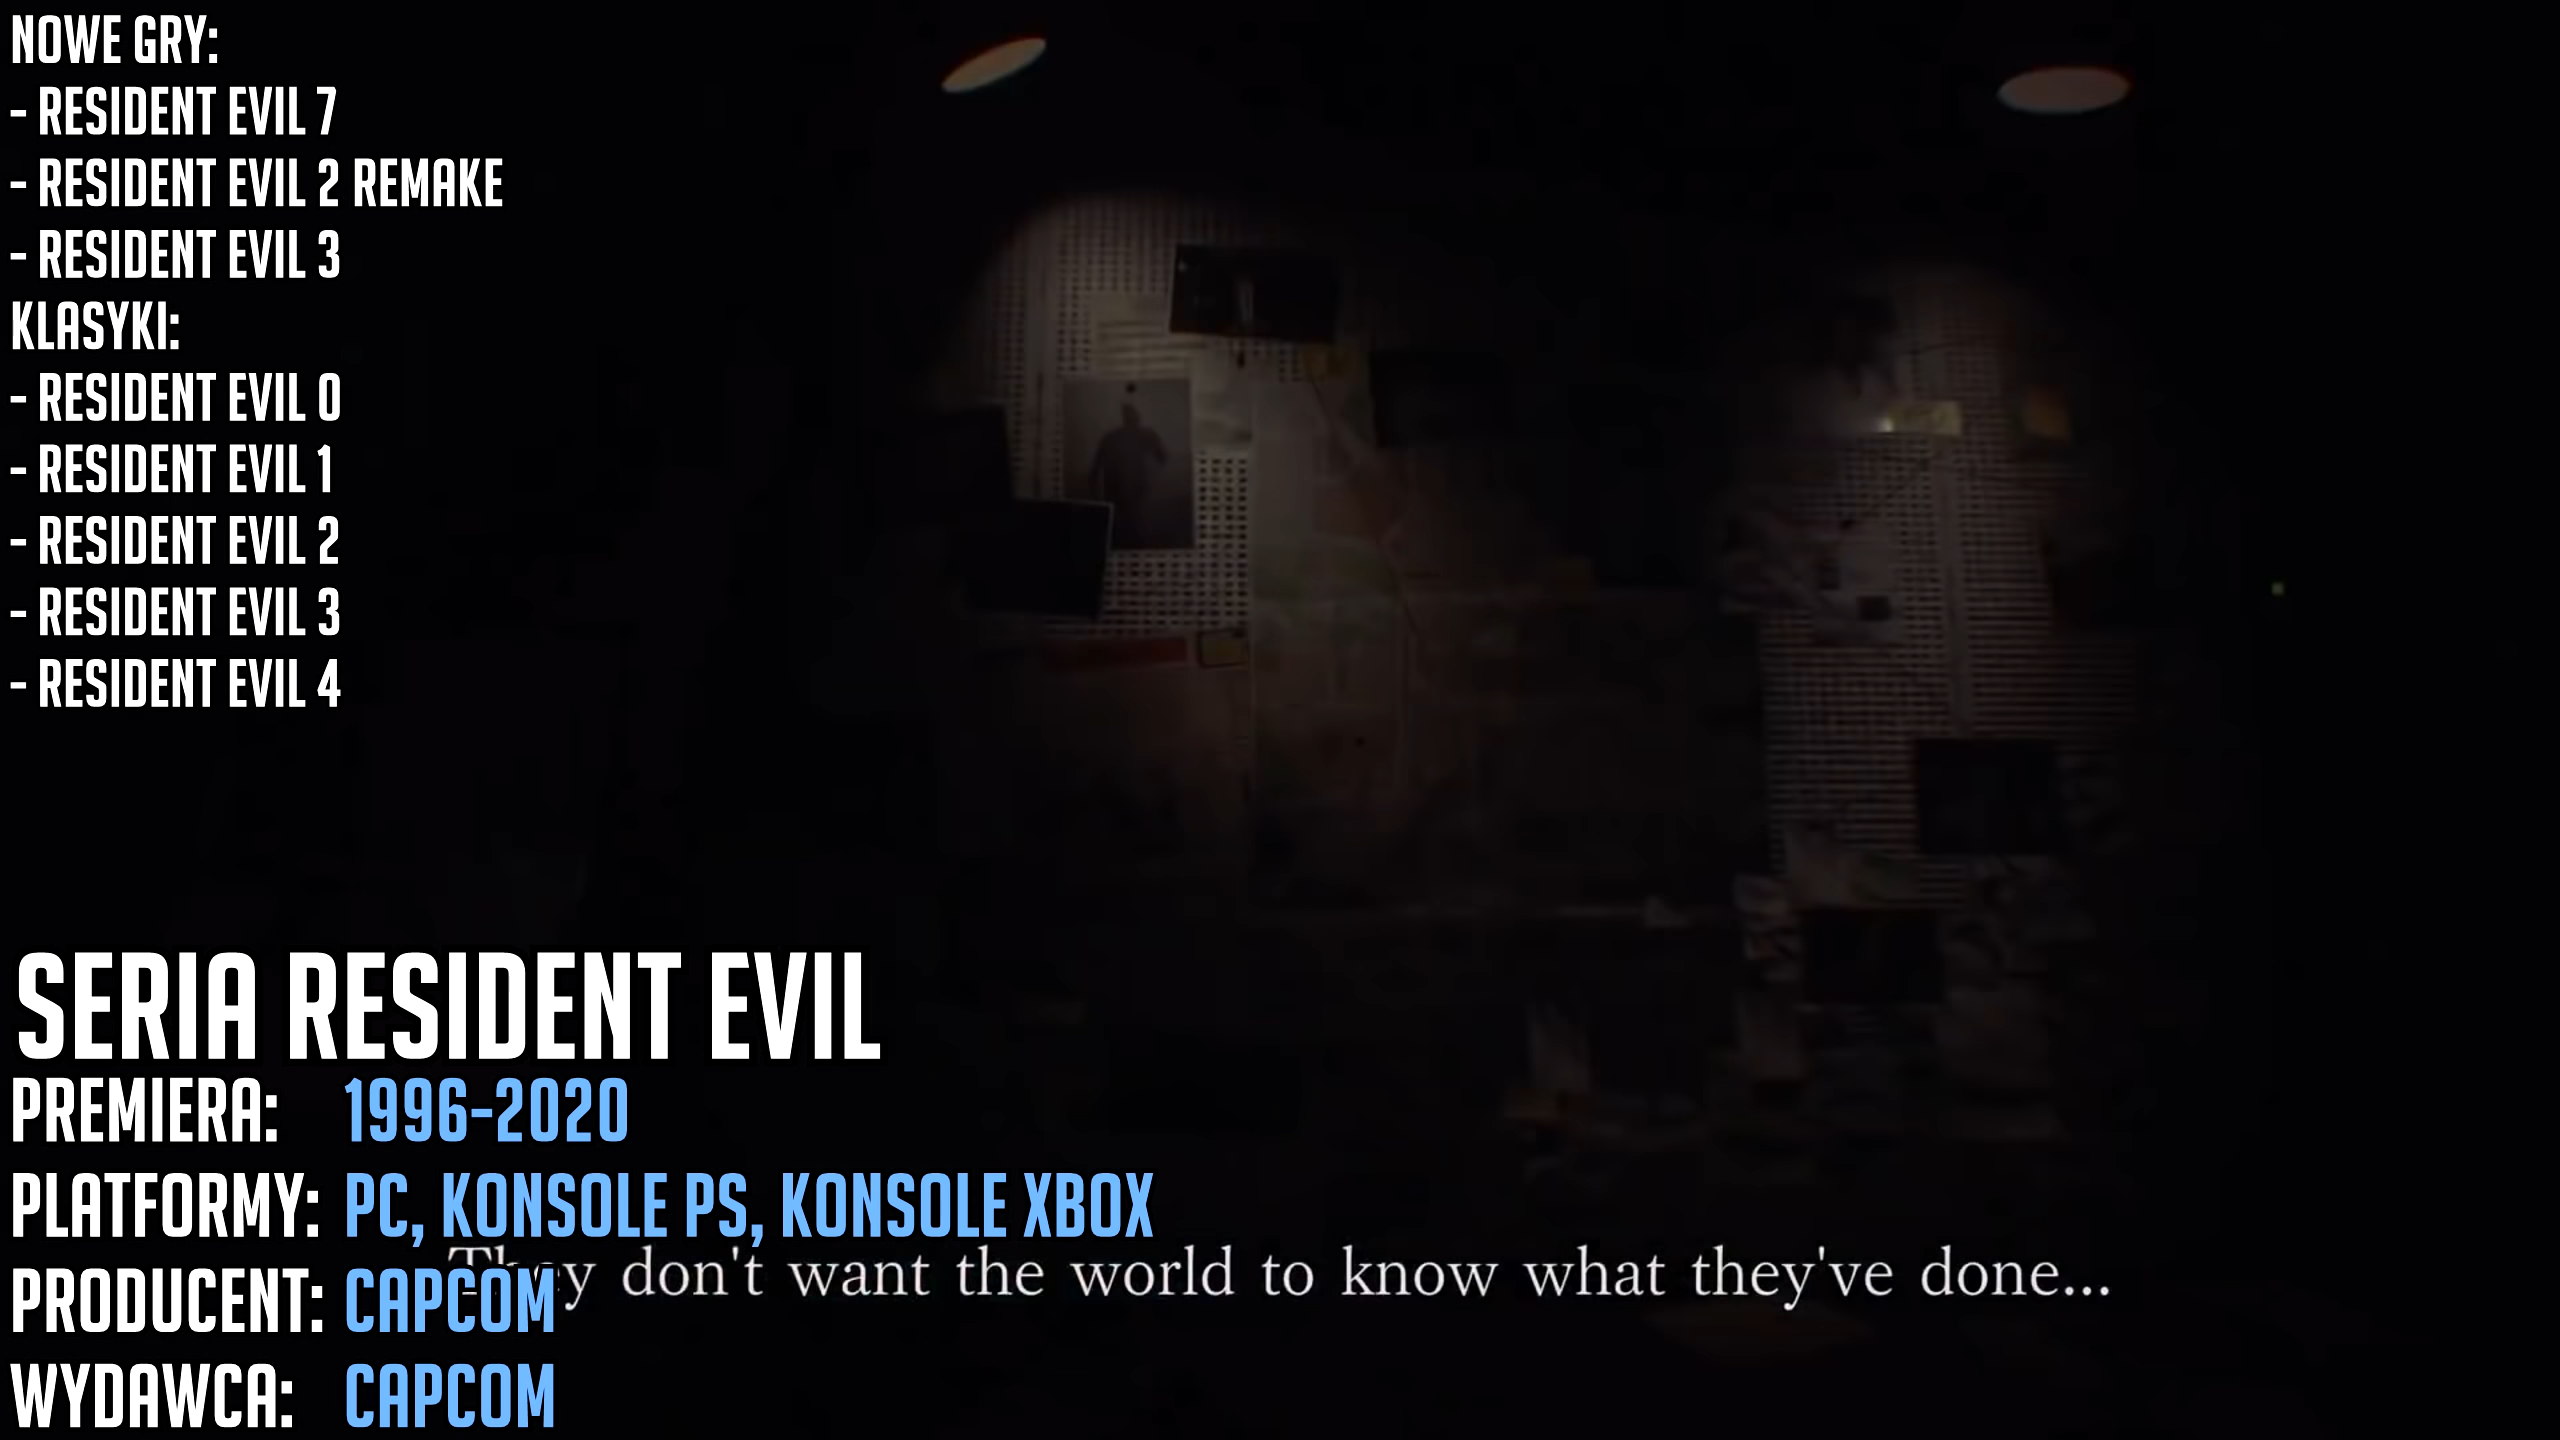 NOWE GRY:
- RESIDENT EVIL 7
- RESIDENT EVIL 2 REMAKE
- RESIDENT EVIL 3
KLASYKI:
- RESIDENT EVIL 0
- RESIDENT EVIL 1
- RESIDENT EVIL 2
- RESIDENT EVIL 3
- RESIDENT EVIL 4
SERIA RESIDENT EVIL
PREMIERA: 1996-2020
PLATFORMY: PC, KONSOLE PS, KONSOLE XBOX
They don't want the world to know what they've done...
PRODUCENT: CAPCOM
WYDAWCA: CAPCOM